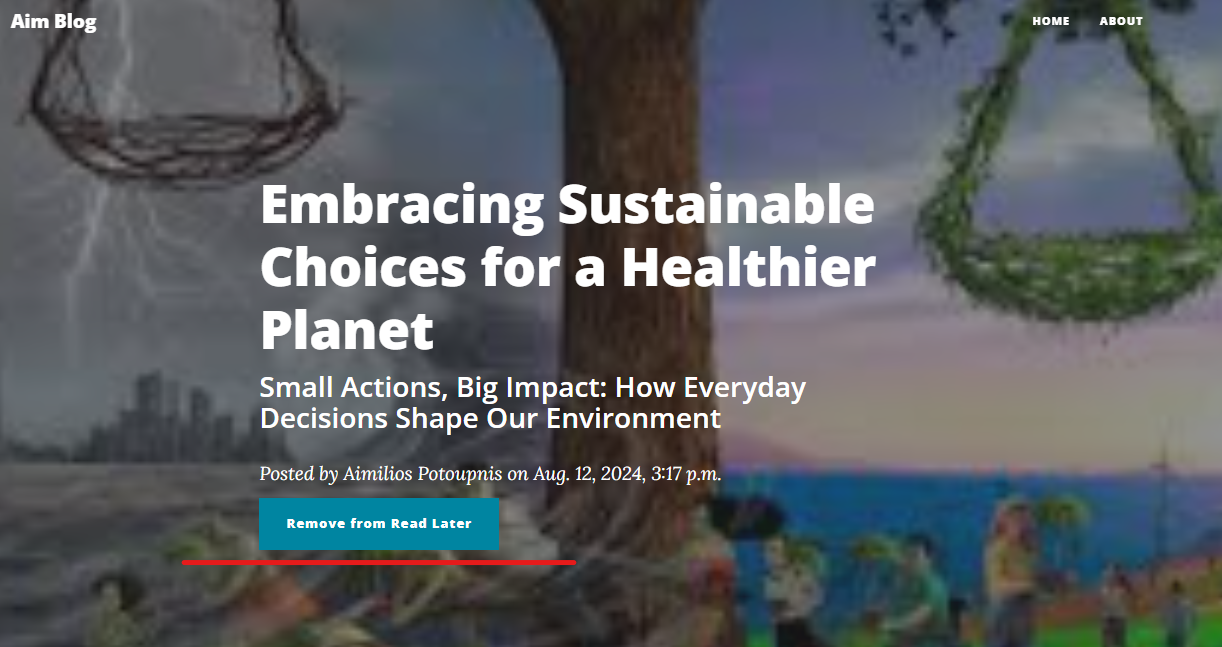 Aim Blog
HOME
ABOUT
Embracing Sustainable
Choices for a Healthier
Planet
Small Actions, Big Impact: How Everyday
Decisions Shape Our Environment
Posted by Aimilios Potoupnis on Aug. 12, 2024, 3:17 p.m.
Remove from Read Later